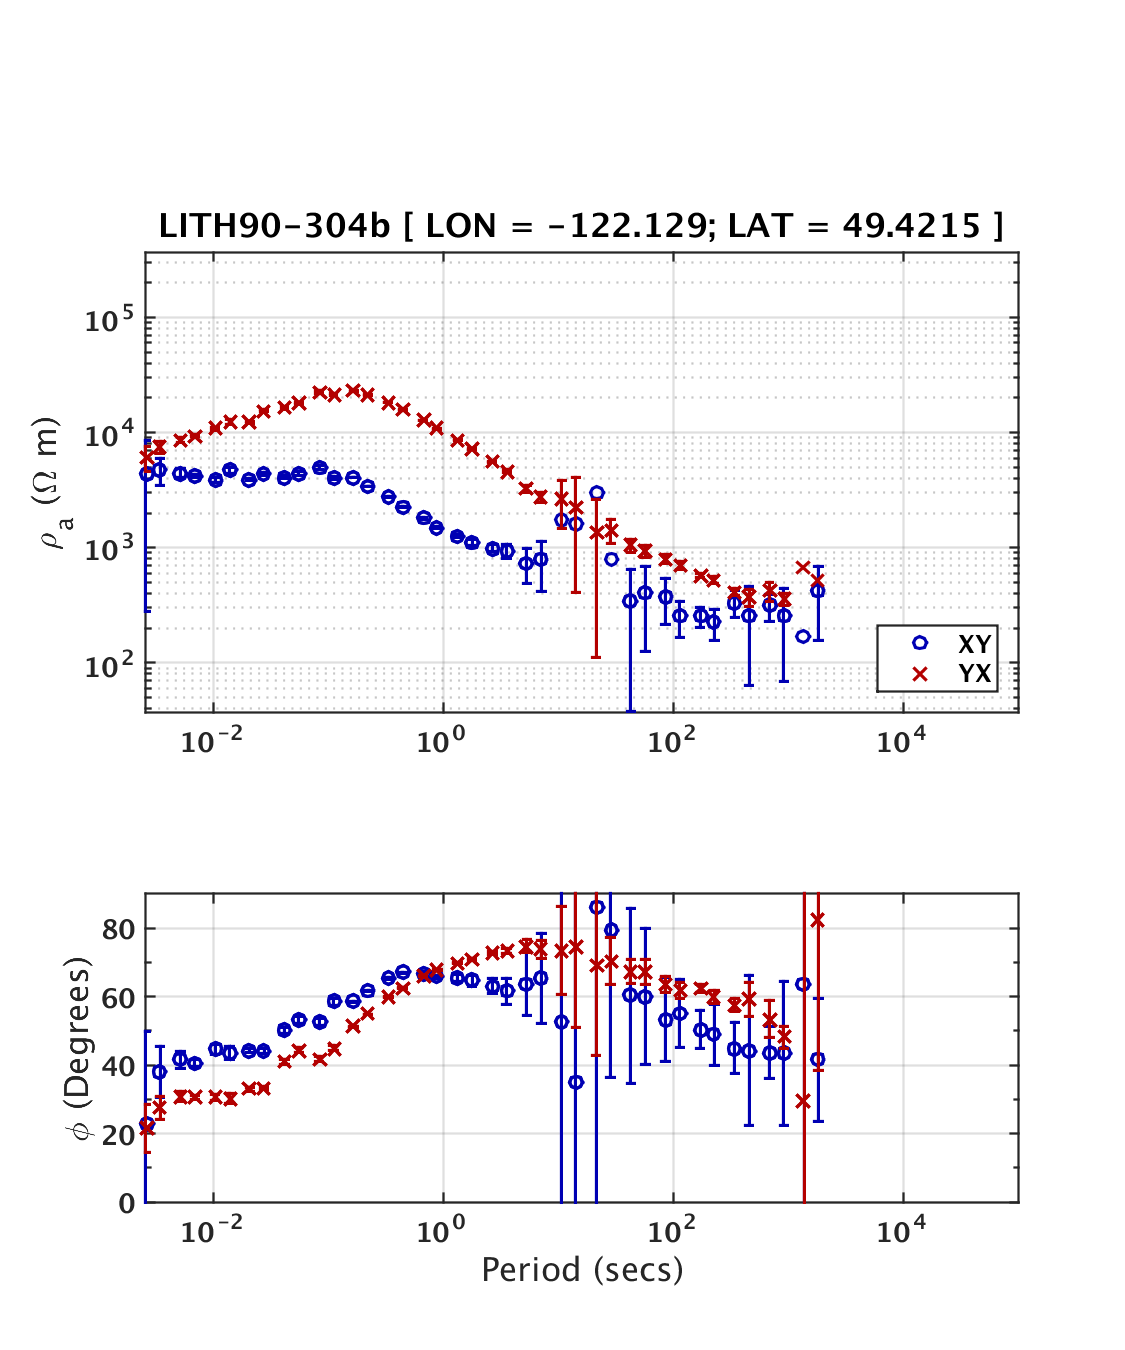 LITH90-304b [ LON = -122.129; LAT = 49.4215 ]
ρa (Ω m)
10^5
10^4
10^3
10^2
10^-2 10^0 10^2 10^4
XY
YX
φ (Degrees)
80
60
40
20
0
10^-2 10^0 10^2 10^4
Period (secs)